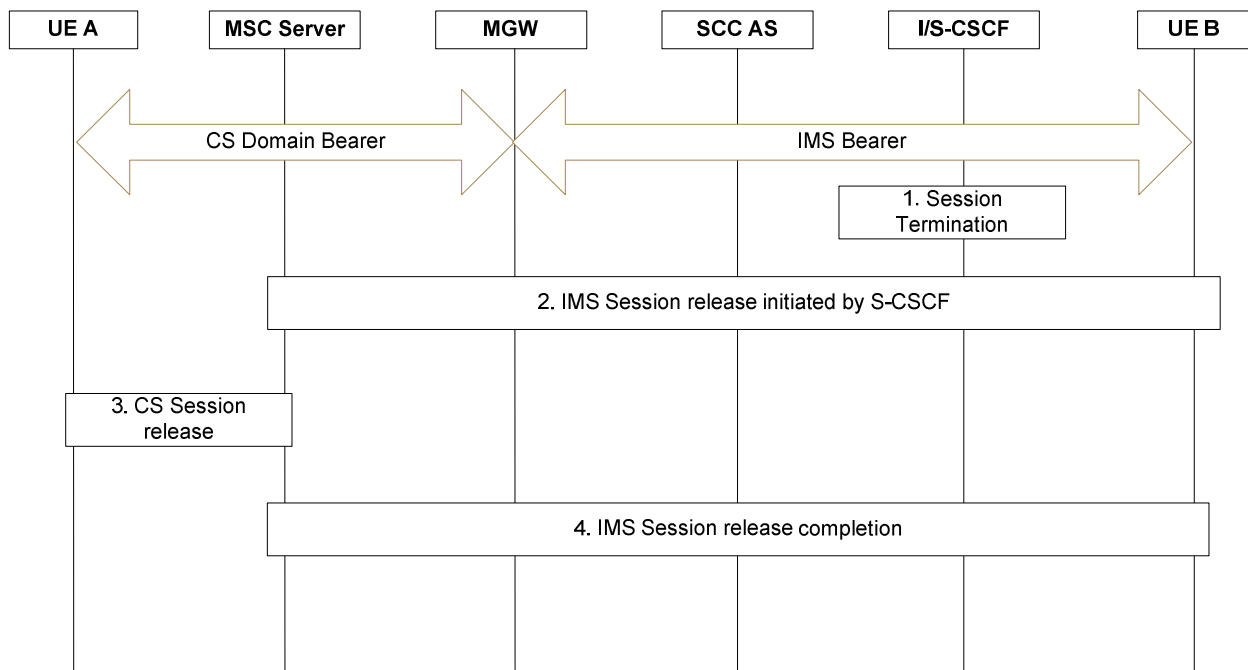 UE A
MSC Server
MGW
SCC AS
I/S-CSCF
UE B
CS Domain Bearer
IMS Bearer
1. Session
Termination
2. IMS Session release initiated by S-CSCF
3. CS Session
release
4. IMS Session release completion